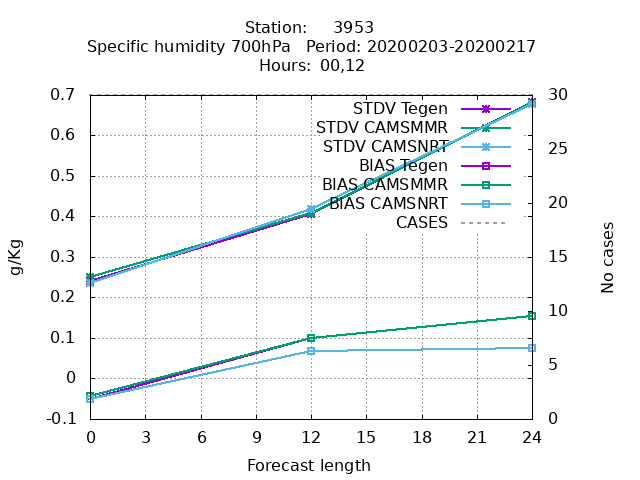 Station: 3953
Specific humidity 700hPa Period: 20200203-20200217
Hours: 00,12
0.7
0.6
0.5
0.4
0.3
0.2
0.1
0
-0.1
g/Kg
STDV Tegen
STDV CAMSMMR
STDV CAMSNRT
BIAS Tegen
BIAS CAMSMMR
BIAS CAMSNRT
CASES
30
25
20
15
10
5
0
No cases
0 3 6 9 12 15 18 21 24
Forecast length